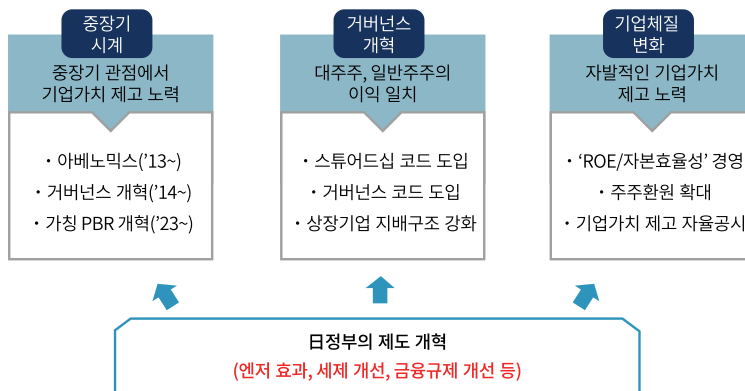 중장기
시계
중장기 관점에서
기업가치 제고 노력
• 아베노믹스(’13~)
• 거버넌스 개혁(’14~)
• 가칭 PBR 개혁(’23~)
거버넌스
개혁
대주주, 일반주주의
이익 일치
• 스튜어드십 코드 도입
• 거버넌스 코드 도입
• 상장기업 지배구조 강화
기업체질
변화
자발적인 기업가치
제고 노력
• ‘ROE/자본효율성’ 경영
• 주주환원 확대
• 기업가치 제고 자율공시
日정부의 제도 개혁
(엔저 효과, 세제 개선, 금융규제 개선 등)